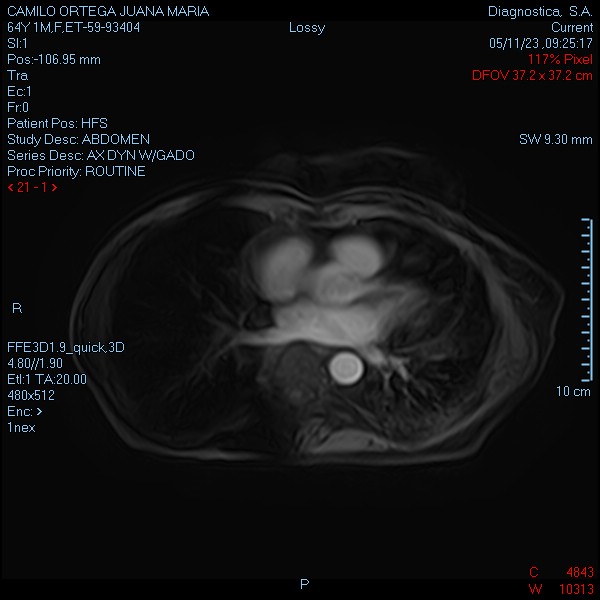 CAMILO ORTEGA JUANA MARIA
Diagnostica, S.A.
64Y 1M,F,ET-59-93404
Lossy
Current
Sl:1
05/11/23 ,09:25:17
Pos:-106.95 mm
117% Pixel
Tra
DFOV 37.2 x 37.2 cm
Ec:1
Fr:0
Patient Pos: HFS
Study Desc: ABDOMEN
SW 9.30 mm
Series Desc: AX DYN W/GADO
Proc Priority: ROUTINE
< 21 - 1 >
R
FFE3D1.9_quick,3D
4.80//1.90
Etl:1 TA:20.00
480x512
10 cm
Enc: >
1nex
C 4843
P
W 10313